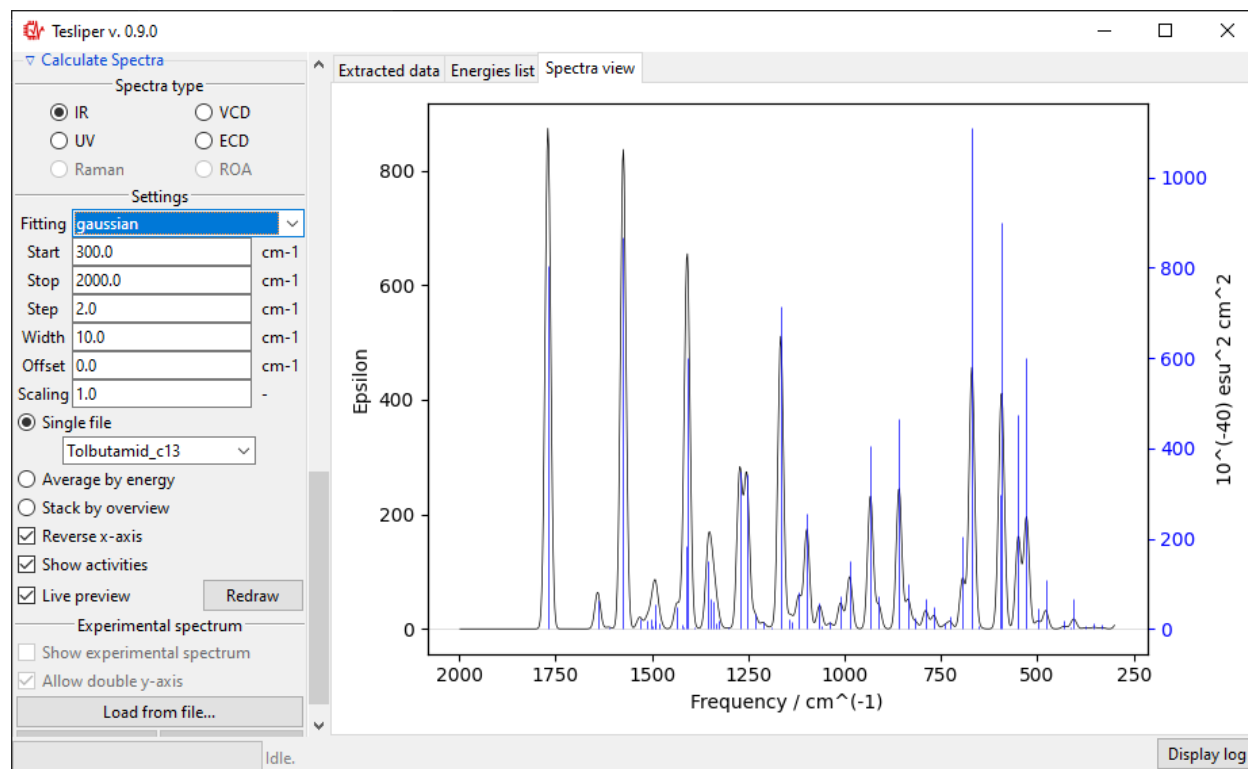 Tesliper v. 0.9.0
▽ Calculate Spectra
Spectra type
IR VCD
UV ECD
Raman ROA
Settings
Fitting gaussian
Start 300.0 cm-1
Stop 2000.0 cm-1
Step 2.0 cm-1
Width 10.0 cm-1
Offset 0.0 cm-1
Scaling 1.0 -
Single file
Tolbutamid_c13
Average by energy
Stack by overview
Reverse x-axis
Show activities
Live preview Redraw
Experimental spectrum
Show experimental spectrum
Allow double y-axis
Load from file...
Idle.
Extracted data Energies list Spectra view
Epsilon
800
600
400
200
0
2000 1750 1500 1250 1000 750 500 250
Frequency / cm^(-1)
1000
800
600
400
200
0
10^(-40) esu^2 cm^2
Display log